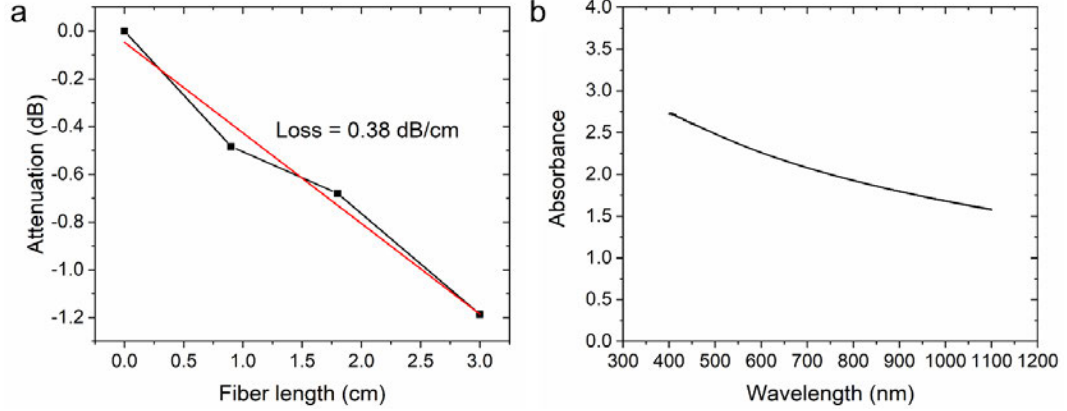 a
0.0
-0.2
-0.4
-0.6
-0.8
-1.0
-1.2
Attenuation (dB)
Loss = 0.38 dB/cm
0.0 0.5 1.0 1.5 2.0 2.5 3.0
Fiber length (cm)
b
4.0
3.5
3.0
2.5
2.0
1.5
1.0
0.5
0.0
Absorbance
300 400 500 600 700 800 900 1000 1100 1200
Wavelength (nm)